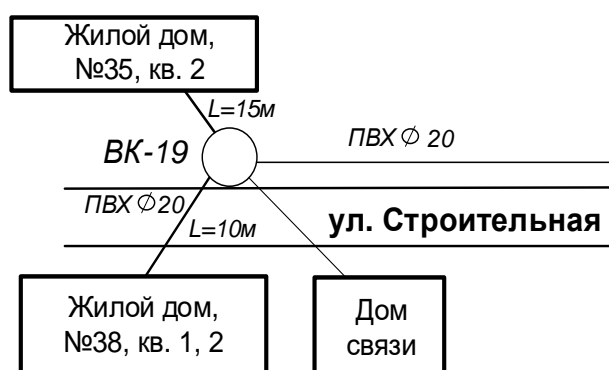 Жилой дом,
№35, кв. 2
L=15м
ПВХ ∅ 20
ВК-19
ПВХ ∅20
ул. Строительная
L=10м
Жилой дом,
№38, кв. 1, 2
Дом
связи